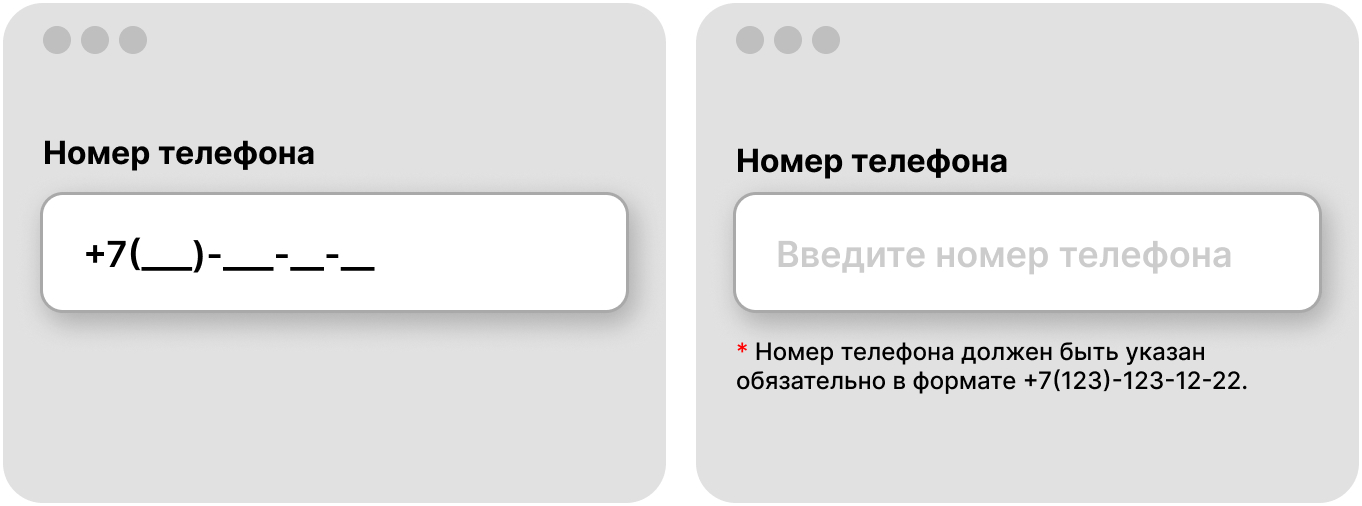 Номер телефона
+7(___)-___-__-__
Номер телефона
Введите номер телефона
* Номер телефона должен быть указан
обязательно в формате +7(123)-123-12-22.